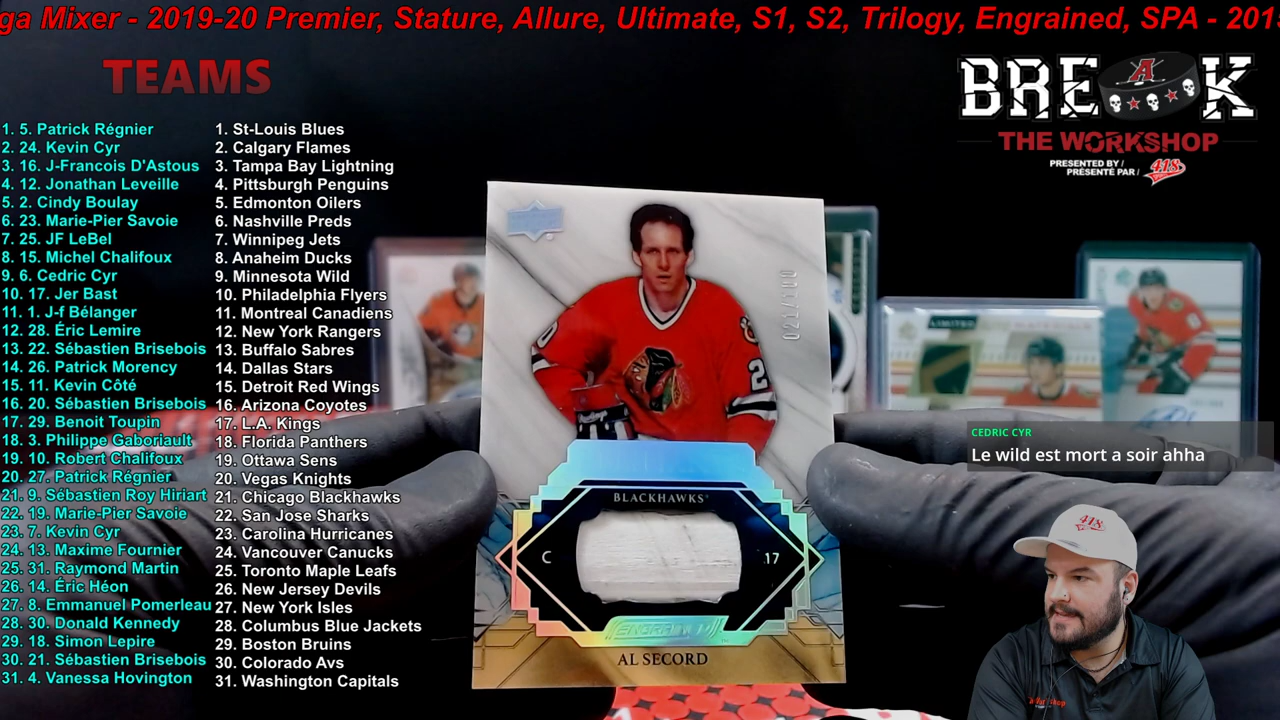 ga Mixer - 2019-20 Premier, Stature, Allure, Ultimate, S1, S2, Trilogy, Engrained, SPA - 201
TEAMS
BRE K
THE WORKSHOP
PRESENTED BY /
PRÉSENTÉ PAR /
418
1. 5. Patrick Régnier
2. 24. Kevin Cyr
3. 16. J-Francois D'Astous
4. 12. Jonathan Leveille
5. 2. Cindy Boulay
6. 23. Marie-Pier Savoie
7. 25. JF LeBel
8. 15. Michel Chalifoux
9. 6. Cedric Cyr
10. 17. Jer Bast
11. 1. J-f Bélanger
12. 28. Éric Lemire
13. 22. Sébastien Brisebois
14. 26. Patrick Morency
15. 11. Kevin Côté
16. 20. Sébastien Brisebois
17. 29. Benoit Toupin
18. 3. Philippe Gaboriault
19. 10. Robert Chalifoux
20. 27. Patrick Régnier
21. 9. Sébastien Roy Hiriart
22. 19. Marie-Pier Savoie
23. 7. Kevin Cyr
24. 13. Maxime Fournier
25. 31. Raymond Martin
26. 14. Éric Héon
27. 8. Emmanuel Pomerleau
28. 30. Donald Kennedy
29. 18. Simon Lepire
30. 21. Sébastien Brisebois
31. 4. Vanessa Hovington
1. St-Louis Blues
2. Calgary Flames
3. Tampa Bay Lightning
4. Pittsburgh Penguins
5. Edmonton Oilers
6. Nashville Preds
7. Winnipeg Jets
8. Anaheim Ducks
9. Minnesota Wild
10. Philadelphia Flyers
11. Montreal Canadiens
12. New York Rangers
13. Buffalo Sabres
14. Dallas Stars
15. Detroit Red Wings
16. Arizona Coyotes
17. L.A. Kings
18. Florida Panthers
19. Ottawa Sens
20. Vegas Knights
21. Chicago Blackhawks
22. San Jose Sharks
23. Carolina Hurricanes
24. Vancouver Canucks
25. Toronto Maple Leafs
26. New Jersey Devils
27. New York Isles
28. Columbus Blue Jackets
29. Boston Bruins
30. Colorado Avs
31. Washington Capitals
021/100
BLACKHAWKS
C
17
ENGRAINED
AL SECORD
LIMITED
CEDRIC CYR
Le wild est mort a soir ahha
418